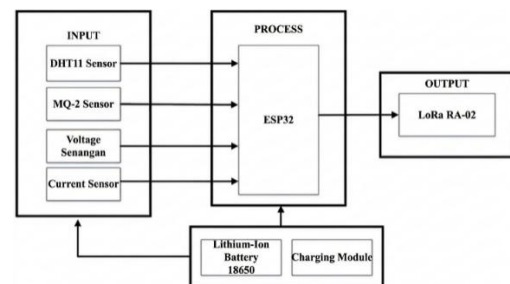 INPUT
DHT11 Sensor
MQ-2 Sensor
Voltage
Senangan
Current Sensor
PROCESS
ESP32
OUTPUT
LoRa RA-02
Lithium-Ion
Battery
18650
Charging Module